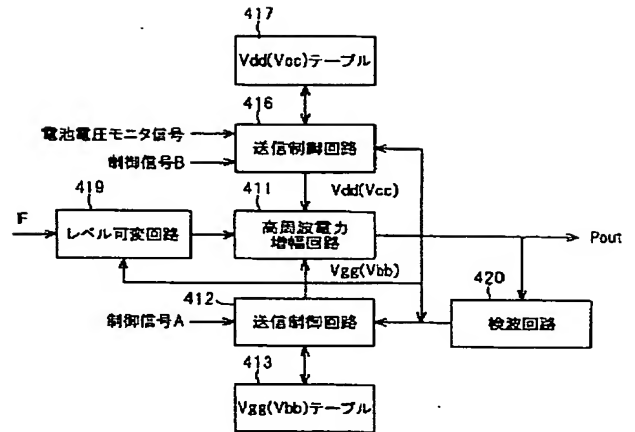 417
Vdd(Vcc)テーブル
416
電池電圧モニタ信号
制御信号B
送信制御回路
419
411
Vdd(Vcc)
IF
レベル可変回路
高周波電力
増幅回路
Pout
Vgg(Vbb)
412
420
制御信号A
送信制御回路
検波回路
413
Vgg(Vbb)テーブル